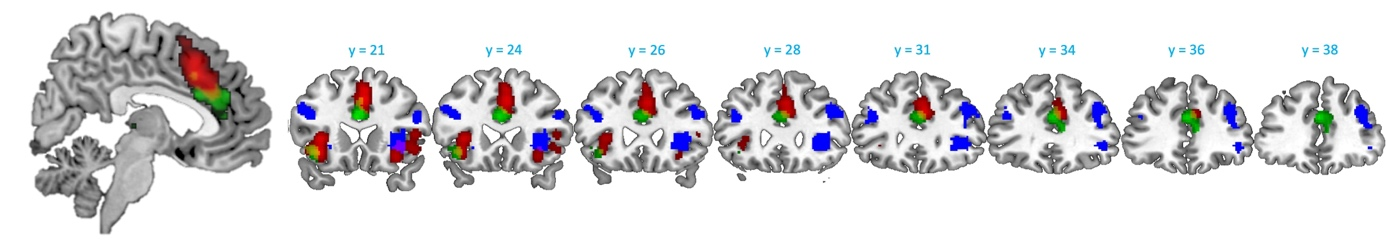 y = 21 y = 24 y = 26 y = 28 y = 31 y = 34 y = 36 y = 38